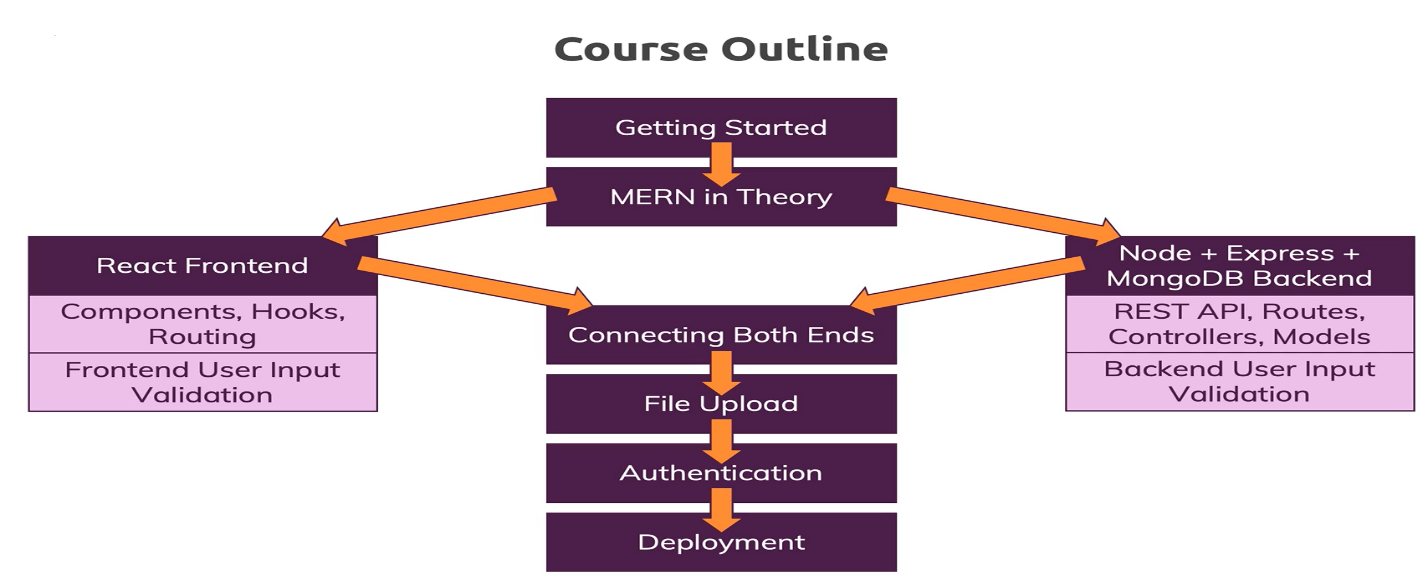 Course Outline
Getting Started
MERN in Theory
React Frontend
Components, Hooks,
Routing
Frontend User Input
Validation
Node + Express +
MongoDB Backend
REST API, Routes,
Controllers, Models
Backend User Input
Validation
Connecting Both Ends
File Upload
Authentication
Deployment